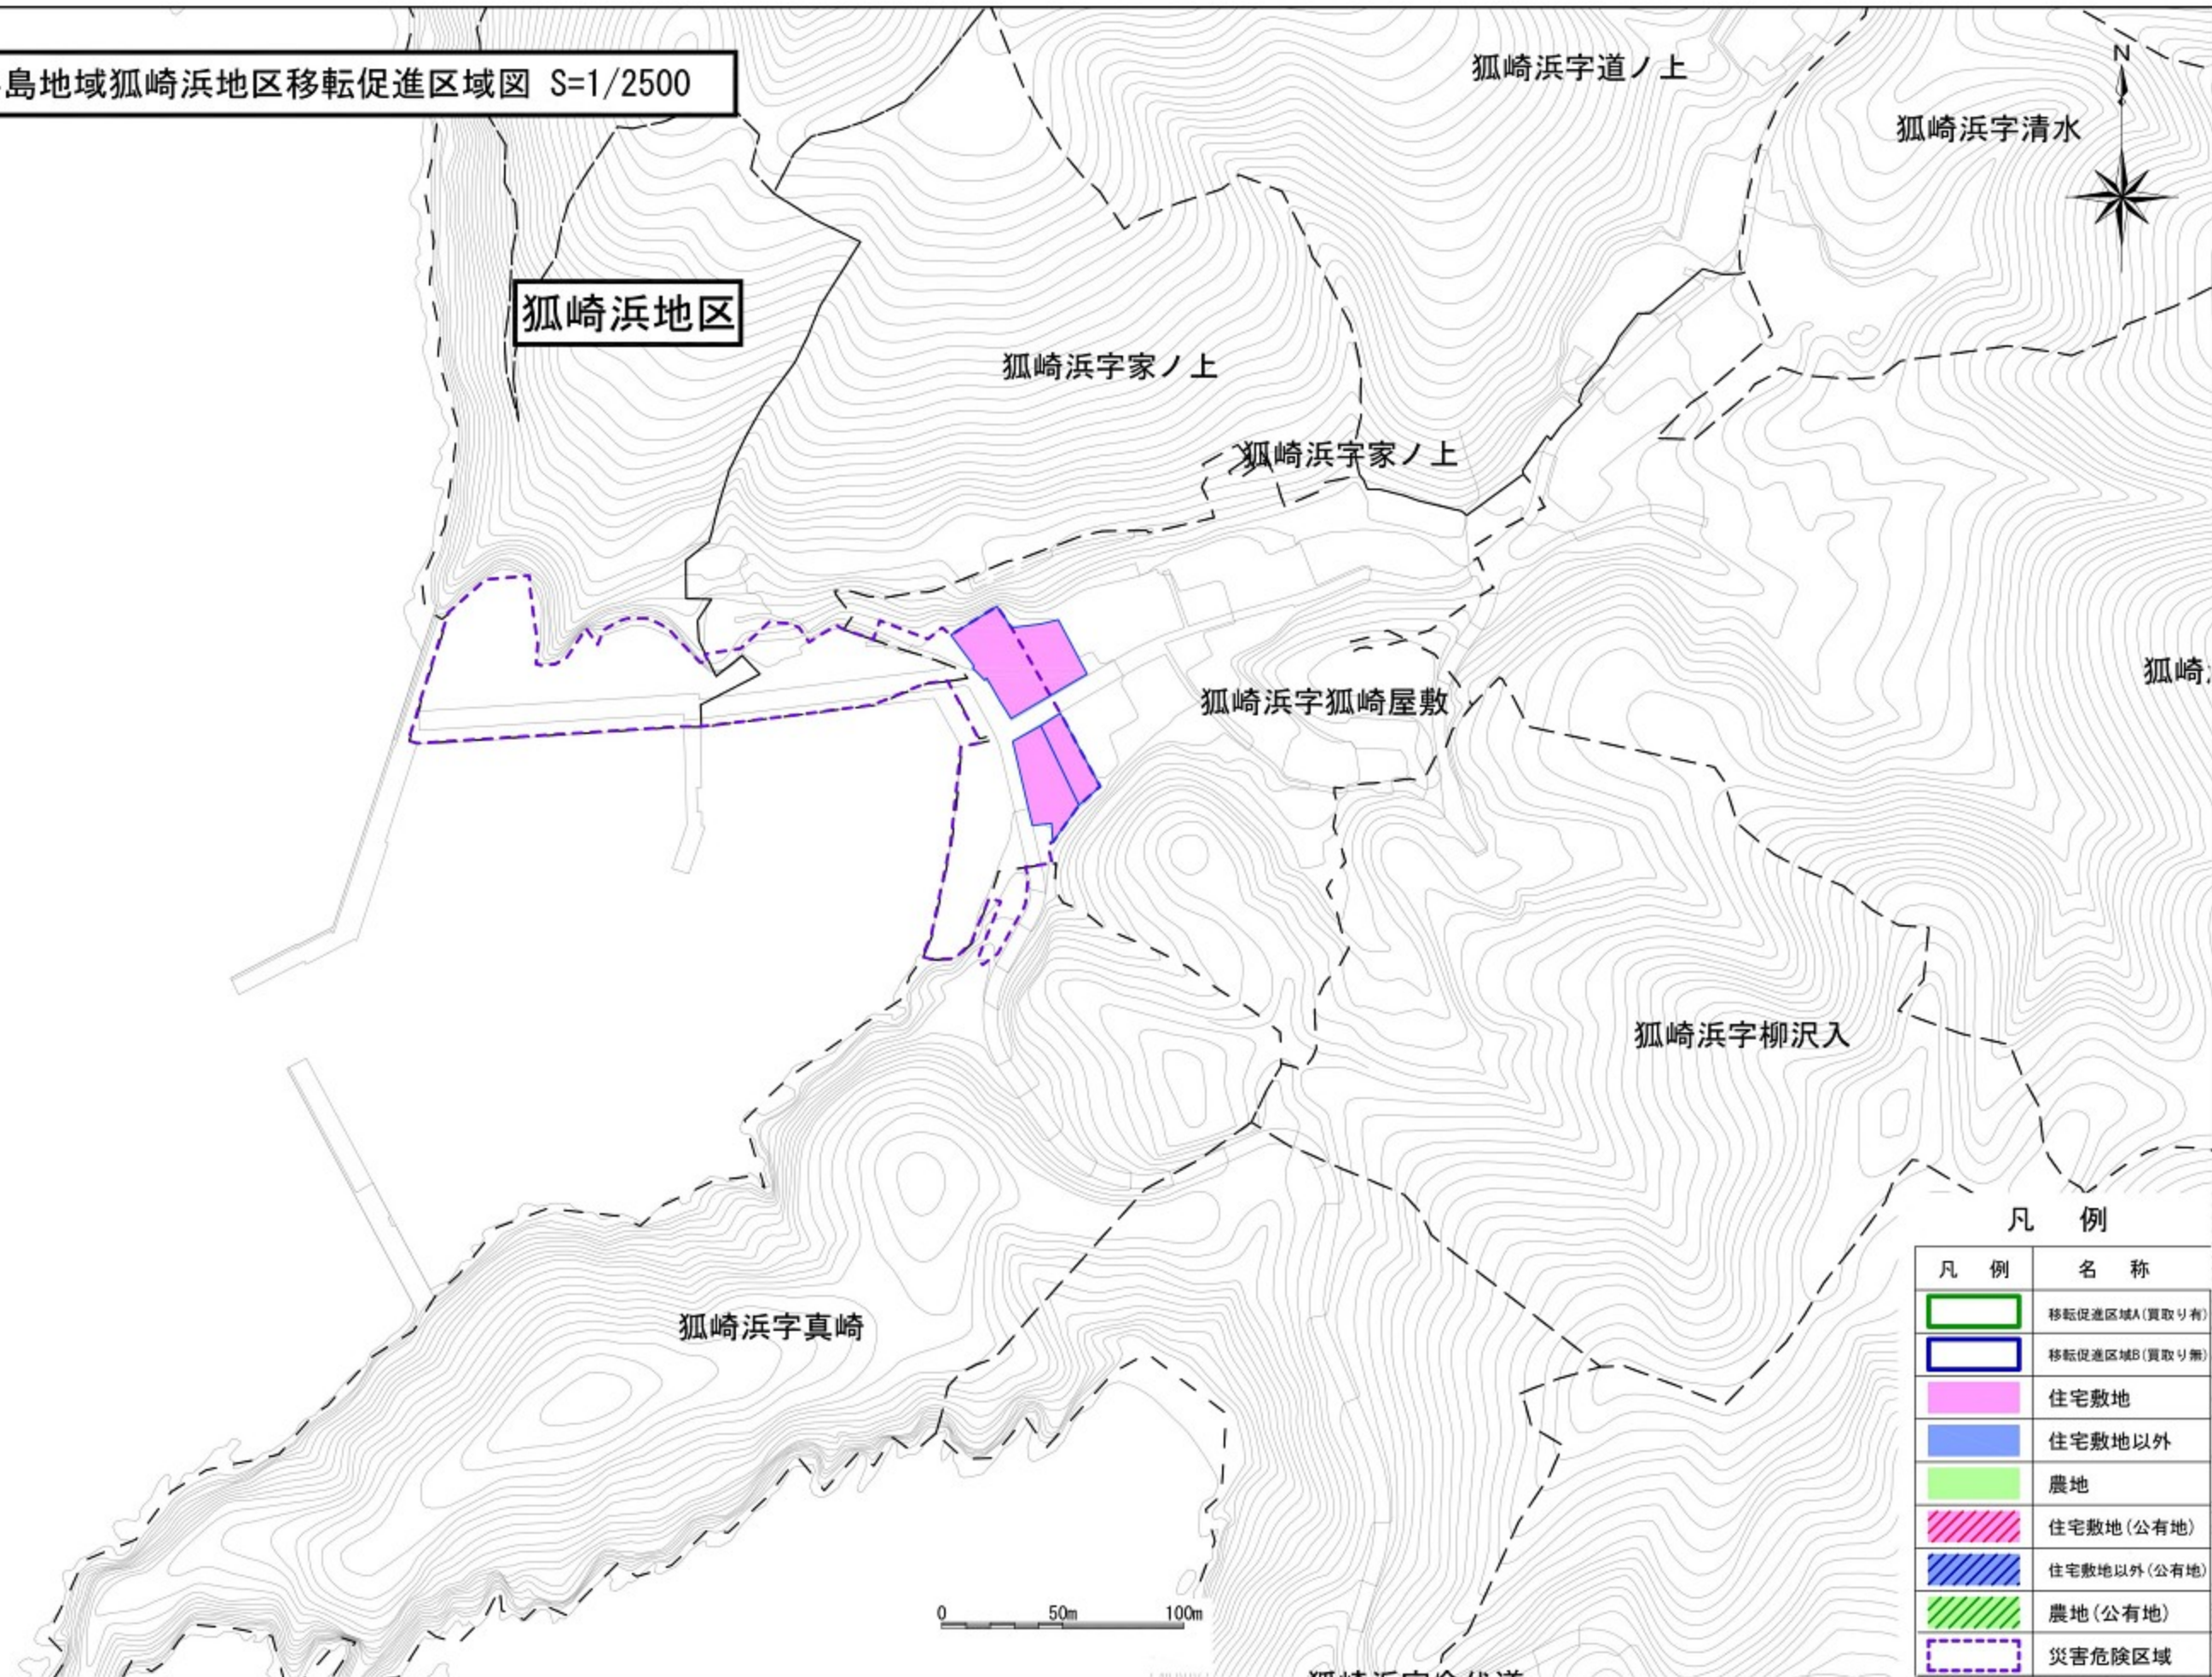 島地域狐崎浜地区移転促進区域図 S=1/2500
狐崎浜字道ノ上
N
狐崎浜字清水
狐崎浜地区
狐崎浜字家ノ上
狐崎浜字家ノ上
狐崎
狐崎浜字狐崎屋敷
狐崎浜字柳沢入
狐崎浜字真崎
0 50m 100m
凡 例
凡 例 名 称
移転促進区域A(買取り有)
移転促進区域B(買取り無)
住宅敷地
住宅敷地以外
農地
住宅敷地(公有地)
住宅敷地以外(公有地)
農地(公有地)
災害危険区域